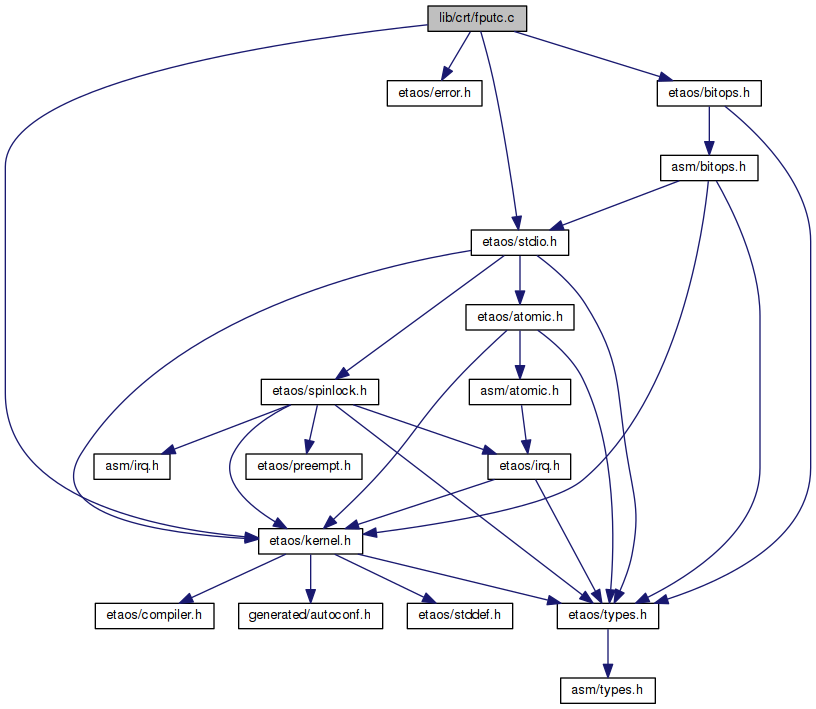 lib/crt/fputc.c
etaos/error.h
etaos/bitops.h
asm/bitops.h
etaos/stdio.h
etaos/atomic.h
etaos/spinlock.h
asm/atomic.h
asm/irq.h
etaos/preempt.h
etaos/irq.h
etaos/kernel.h
etaos/compiler.h
generated/autoconf.h
etaos/stddef.h
etaos/types.h
asm/types.h